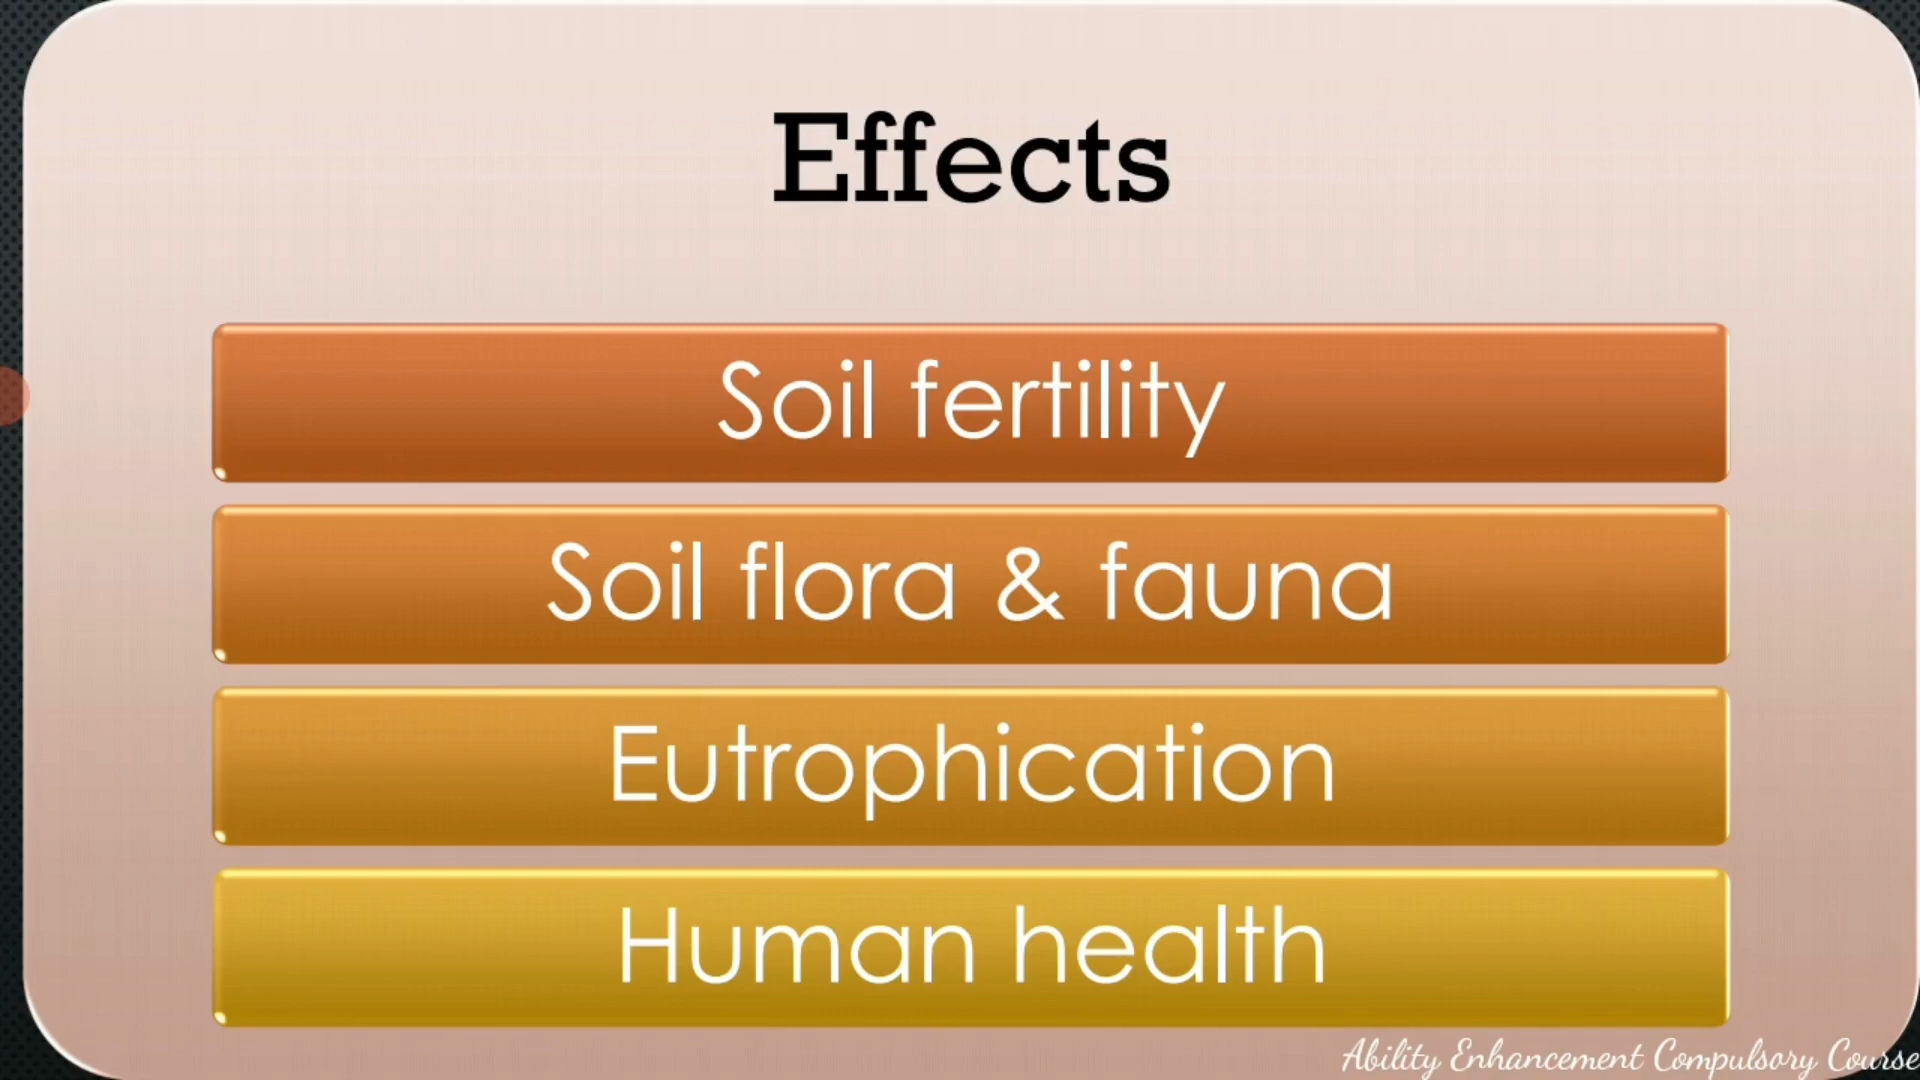 Effects
Soil fertility
Soil flora & fauna
Eutrophication
Human health
Ability Enhancement Compulsory Course